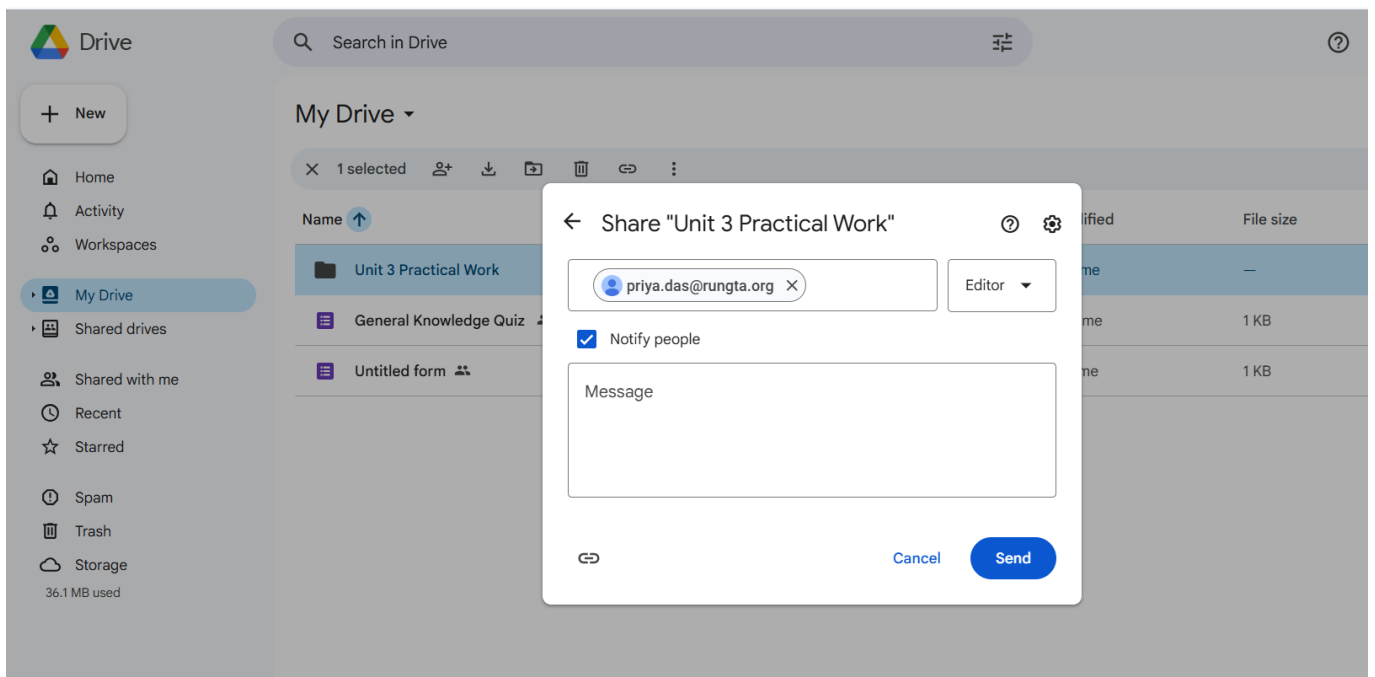 Drive
Search in Drive
New
My Drive
1 selected
Home
Activity
Workspaces
My Drive
Shared drives
Shared with me
Recent
Starred
Spam
Trash
Storage
36.1 MB used
Name
lified
File size
Unit 3 Practical Work
me
—
General Knowledge Quiz
me
1 KB
Untitled form
me
1 KB
Share "Unit 3 Practical Work"
priya.das@rungta.org
Editor
Notify people
Message
Cancel
Send